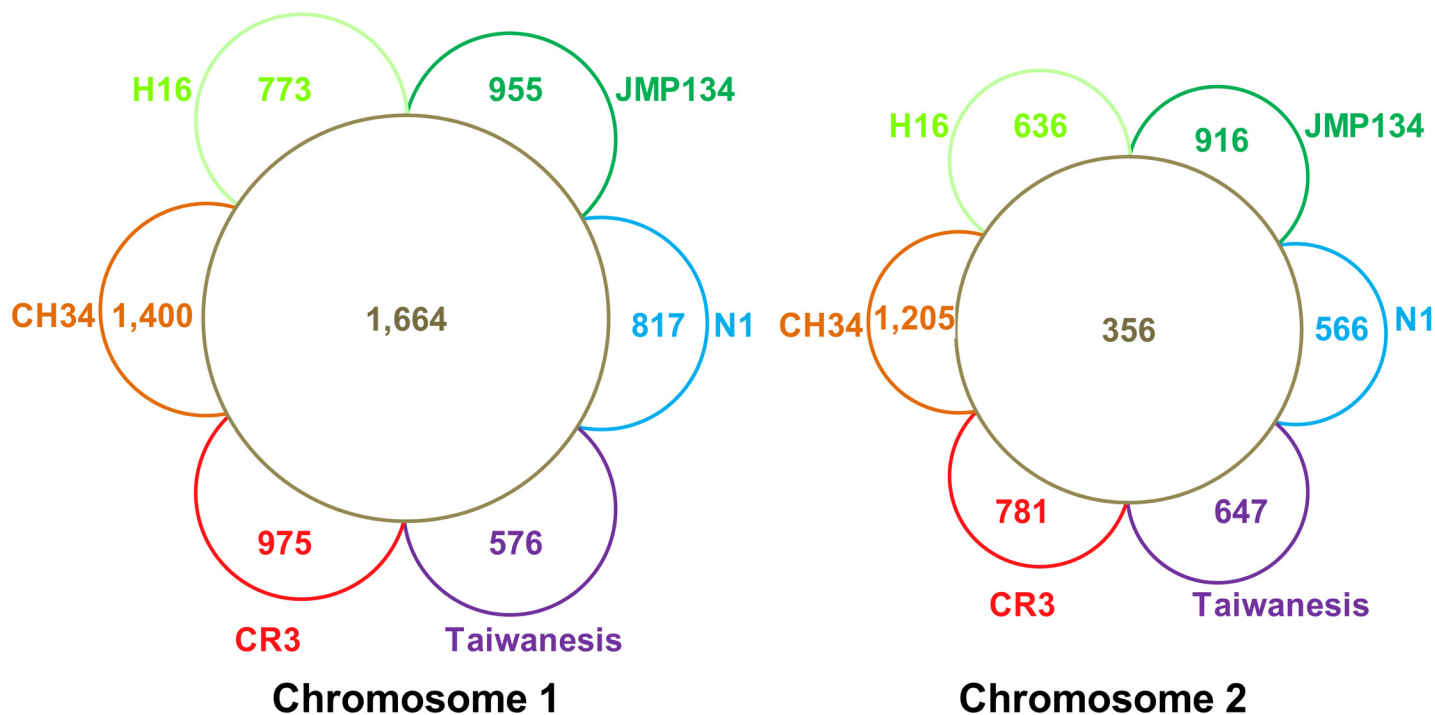 H16 773 955 JMP134
CH34 1,400 1,664 817 N1
975 576
CR3 Taiwanesis
Chromosome 1
H16 636 916 JMP134
CH34 1,205 356 566 N1
781 647
CR3 Taiwanesis
Chromosome 2